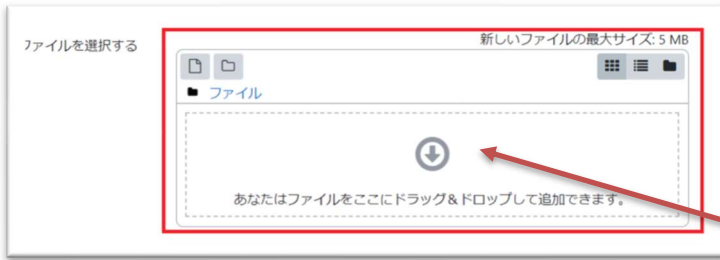 新しいファイルの最大サイズ: 5 MB
ファイルを選択する
ファイル
あなたはファイルをここにドラッグ&ドロップして追加できます。